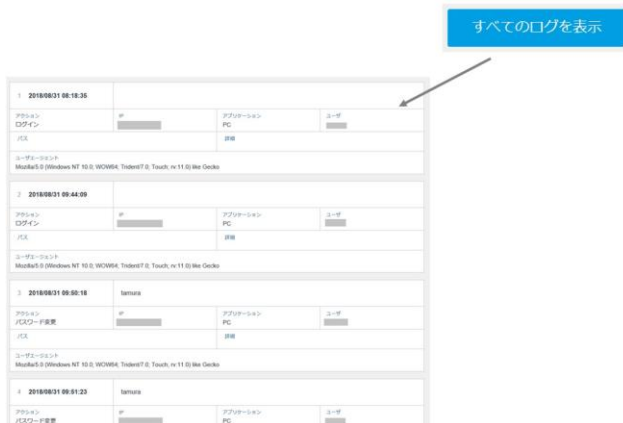 すべてのログを表示
1 2018/08/31 08:18:35
アクション IP アプリケーション ユーザ
ログイン PC
パス 詳細
ユーザエージェント
Mozilla/5.0 (Windows NT 10.0; WOW64; Trident/7.0; Touch; rv:11.0) like Gecko
2 2018/08/31 09:44:09
アクション IP アプリケーション ユーザ
ログイン PC
パス 詳細
ユーザエージェント
Mozilla/5.0 (Windows NT 10.0; WOW64; Trident/7.0; Touch; rv:11.0) like Gecko
3 2018/08/31 09:50:18 tamura
アクション IP アプリケーション ユーザ
パスワード変更 PC
パス 詳細
ユーザエージェント
Mozilla/5.0 (Windows NT 10.0; WOW64; Trident/7.0; Touch; rv:11.0) like Gecko
4 2018/08/31 09:51:23 tamura
アクション IP アプリケーション ユーザ
パスワード変更 PC